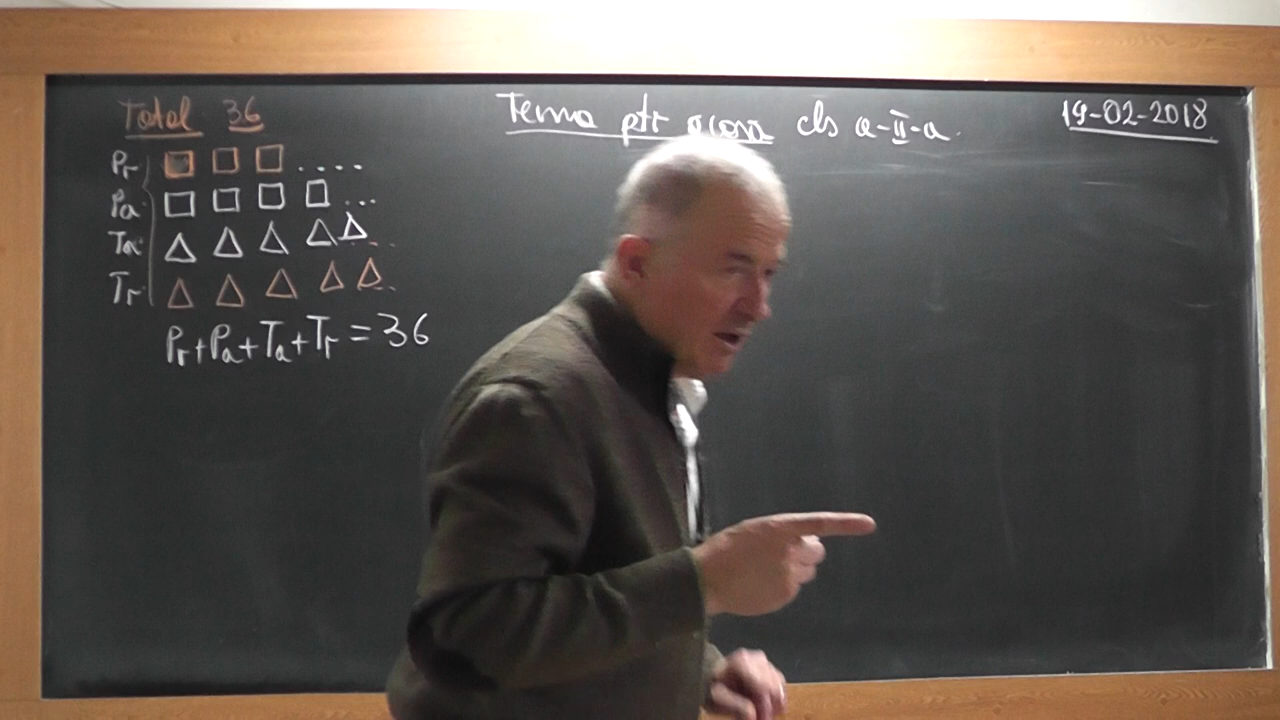 Total 36
Tema ptr acasă cls a-II-a.
19-02-2018
Pr
Pa
Ta
Tr
Pr+Pa+Ta+Tr=36